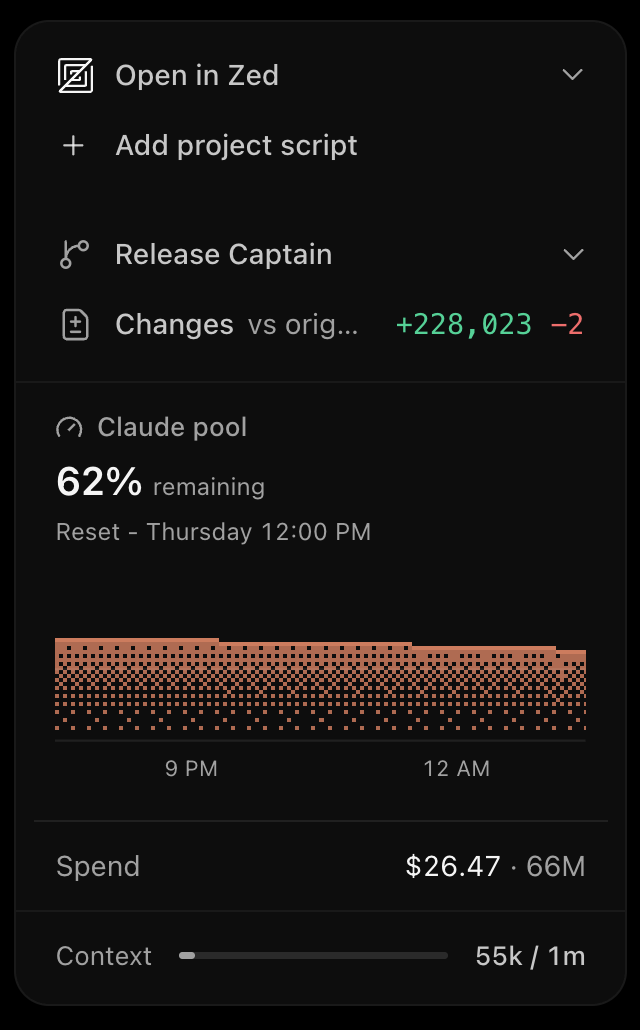 Open in Zed
Add project script
Release Captain
Changes vs orig... +228,023 −2
Claude pool
62% remaining
Reset - Thursday 12:00 PM
9 PM 12 AM
Spend $26.47 · 66M
Context 55k / 1m